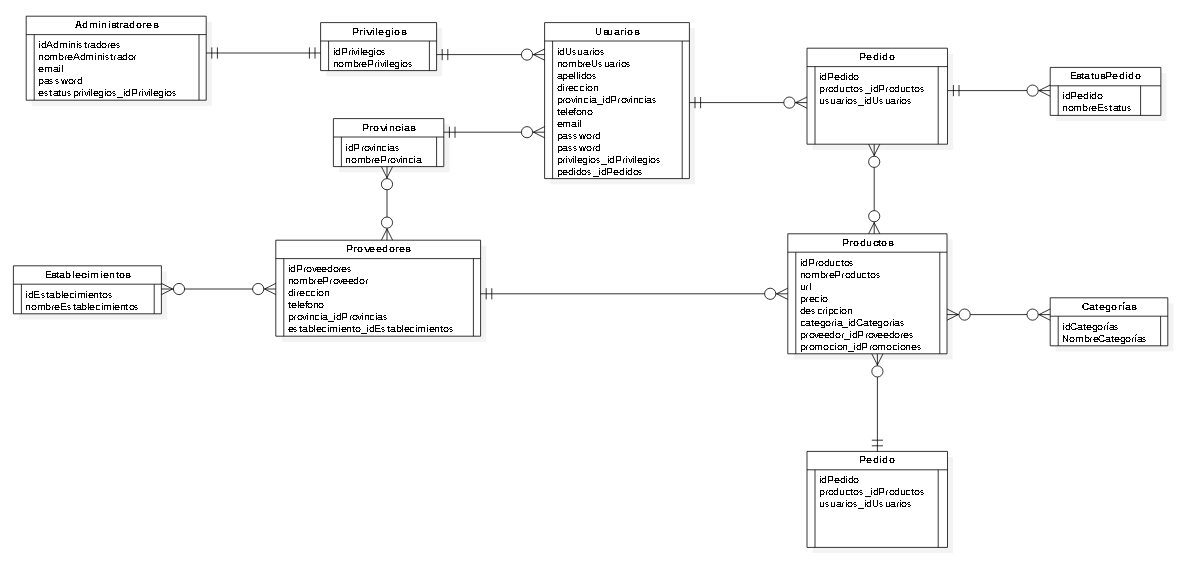 Administradores
idAdministradores
nombreAdministrador
email
password
estatus privilegios_idPrivilegios
Privilegios
idPrivilegios
nombrePrivilegios
Usuarios
idUsuarios
nombreUsuarios
apellidos
direccion
provincia_idProvincias
telefono
email
password
password
privilegios_idPrivilegios
pedidos_idPedidos
Pedido
idPedido
productos_idProductos
usuarios_idUsuarios
EstatusPedido
idPedido
nombreEstatus
Provincias
idProvincias
nombreProvincia
Establecimientos
idEstablecimientos
nombreEstablecimientos
Proveedores
idProveedores
nombreProveedor
direccion
telefono
provincia_idProvincias
establecimiento_idEstablecimientos
Productos
idProductos
nombreProductos
url
precio
descripcion
categoria_idCategorias
proveedor_idProveedores
promocion_idPromociones
Categorías
idCategorías
NombreCategorías
Pedido
idPedido
productos_idProductos
usuarios_idUsuarios